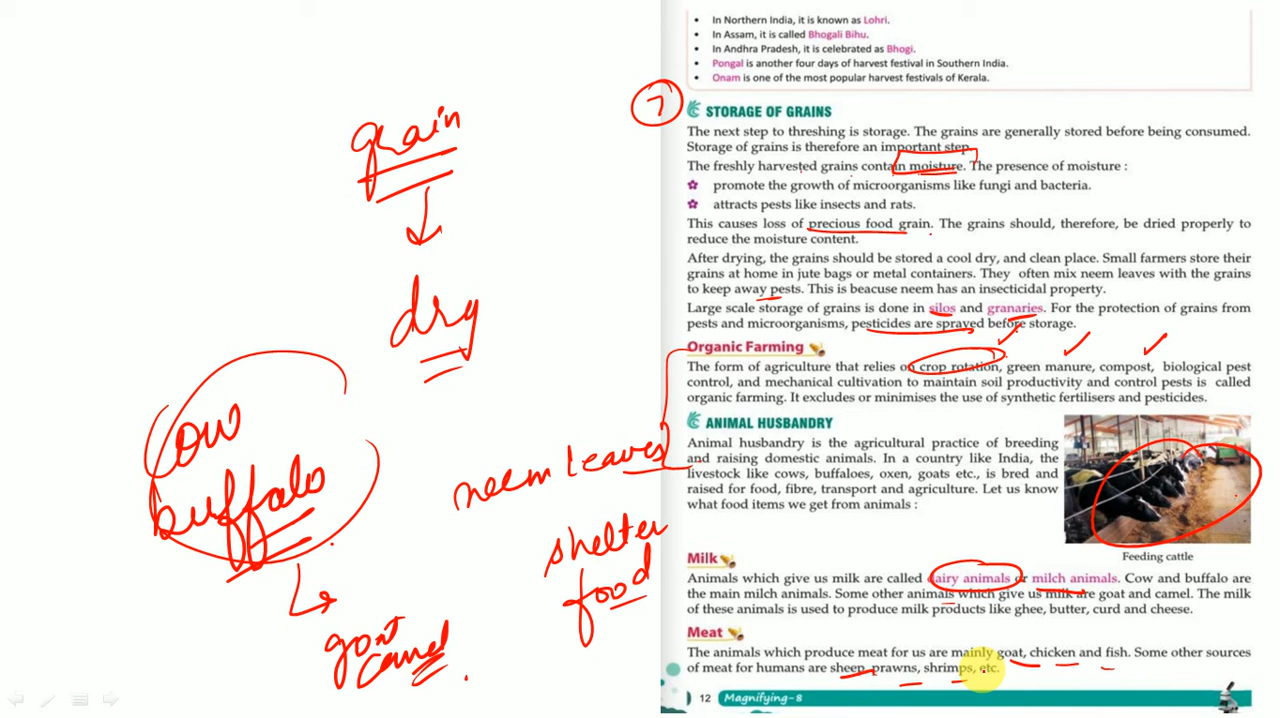 grain
dry
Cow
buffalo
goat
camel
neem leaves
shelter
food
7
• In Northern India, it is known as Lohri.
• In Assam, it is called Bhogali Bihu.
• In Andhra Pradesh, it is celebrated as Bhogi.
• Pongal is another four days of harvest festival in Southern India.
• Onam is one of the most popular harvest festivals of Kerala.
STORAGE OF GRAINS
The next step to threshing is storage. The grains are generally stored before being consumed.
Storage of grains is therefore an important step.
The freshly harvested grains contain moisture. The presence of moisture :
promote the growth of microorganisms like fungi and bacteria.
attracts pests like insects and rats.
This causes loss of precious food grain. The grains should, therefore, be dried properly to
reduce the moisture content.
After drying, the grains should be stored a cool dry, and clean place. Small farmers store their
grains at home in jute bags or metal containers. They often mix neem leaves with the grains
to keep away pests. This is beacuse neem has an insecticidal property.
Large scale storage of grains is done in silos and granaries. For the protection of grains from
pests and microorganisms, pesticides are sprayed before storage.
Organic Farming
The form of agriculture that relies on crop rotation, green manure, compost, biological pest
control, and mechanical cultivation to maintain soil productivity and control pests is called
organic farming. It excludes or minimises the use of synthetic fertilisers and pesticides.
ANIMAL HUSBANDRY
Animal husbandry is the agricultural practice of breeding
and raising domestic animals. In a country like India, the
livestock like cows, buffaloes, oxen, goats etc., is bred and
raised for food, fibre, transport and agriculture. Let us know
what food items we get from animals :
Feeding cattle
Milk
Animals which give us milk are called dairy animals or milch animals. Cow and buffalo are
the main milch animals. Some other animals which give us milk are goat and camel. The milk
of these animals is used to produce milk products like ghee, butter, curd and cheese.
Meat
The animals which produce meat for us are mainly goat, chicken and fish. Some other sources
of meat for humans are sheep, prawns, shrimps, etc.
12 Magnifying-8